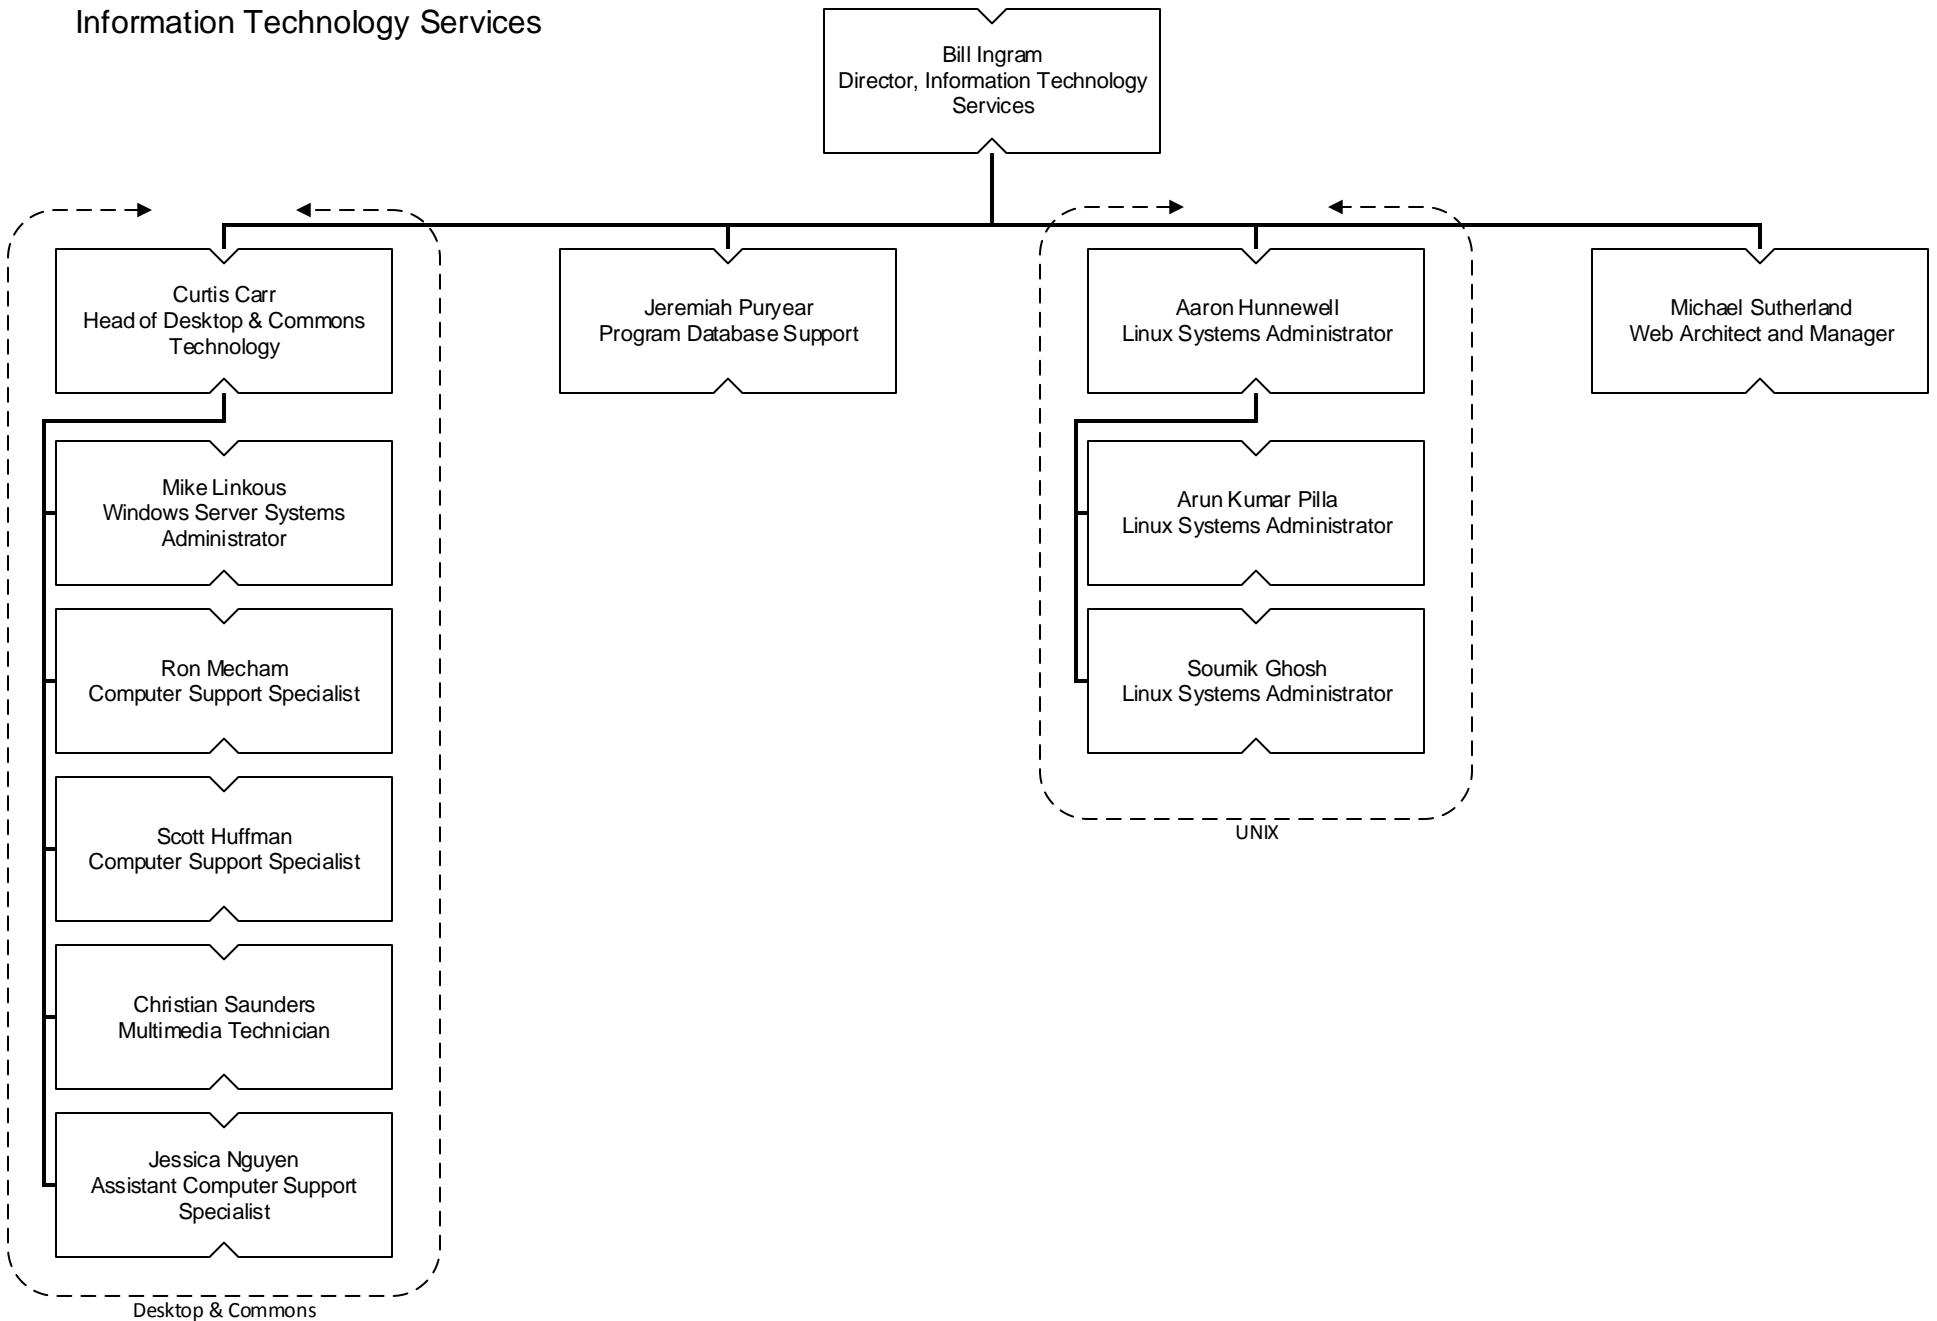 Information Technology Services
Bill Ingram
Director, Information Technology
Services
Curtis Carr
Head of Desktop & Commons
Technology
Jeremiah Puryear
Program Database Support
Aaron Hunnewell
Linux Systems Administrator
Michael Sutherland
Web Architect and Manager
Mike Linkous
Windows Server Systems
Administrator
Arun Kumar Pilla
Linux Systems Administrator
Ron Mecham
Computer Support Specialist
Soumik Ghosh
Linux Systems Administrator
Scott Huffman
Computer Support Specialist
UNIX
Christian Saunders
Multimedia Technician
Jessica Nguyen
Assistant Computer Support
Specialist
Desktop & Commons